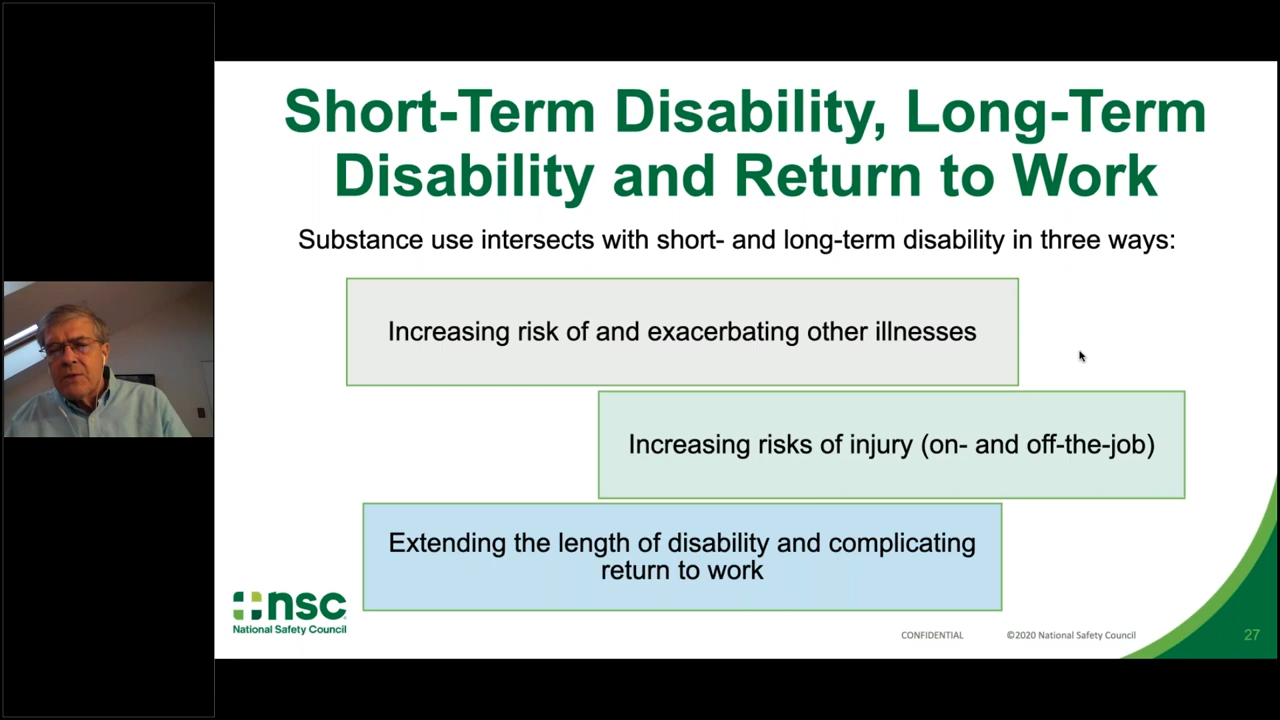 Short-Term Disability, Long-Term
Disability and Return to Work
Substance use intersects with short- and long-term disability in three ways:
Increasing risk of and exacerbating other illnesses
Increasing risks of injury (on- and off-the-job)
Extending the length of disability and complicating
return to work
nsc
National Safety Council
CONFIDENTIAL
©2020 National Safety Council
27